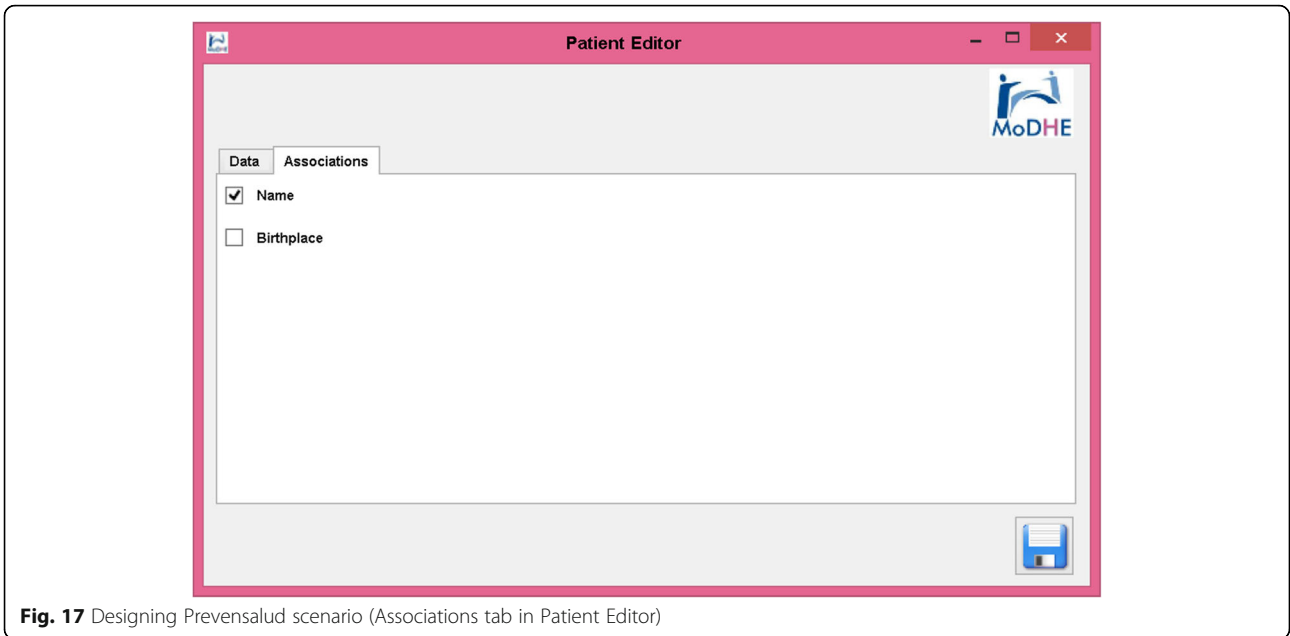 Patient Editor
MoDHE
Data Associations
Name
Birthplace
Fig. 17 Designing Prevensalud scenario (Associations tab in Patient Editor)